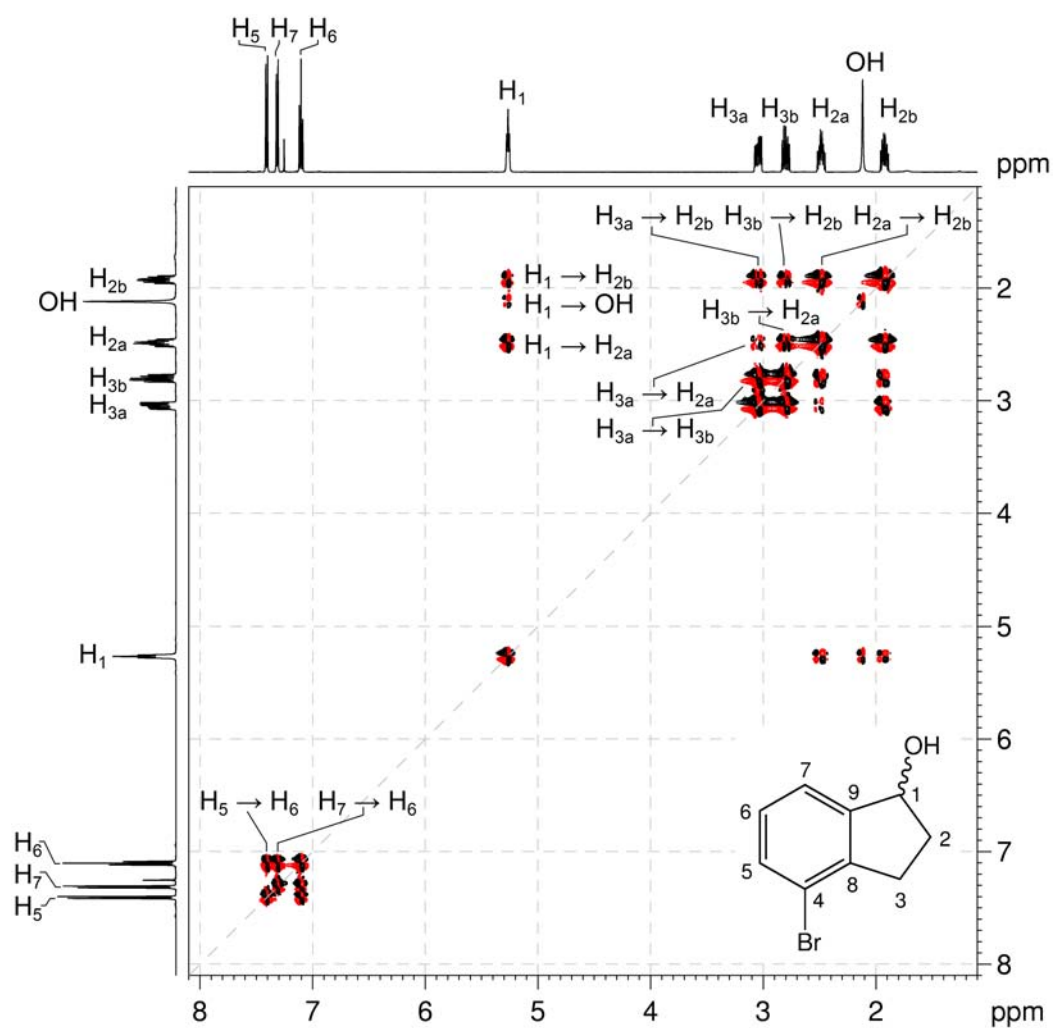 H5 H7 H6
OH
H1
H3a H3b H2a H2b
ppm
H3a → H2b H3b → H2b H2a → H2b
H2b
H1 → H2b
2
OH
H1 → OH
H3b → H2a
H2a
H1 → H2a
H3b
H3a → H2a
H3a
3
H3a → H3b
4
5
H1
6
OH
7
9
1
H5 → H6 H7 → H6
6
2
H6
7
5
8
3
H7
4
H5
Br
8
8 7 6 5 4 3 2 ppm